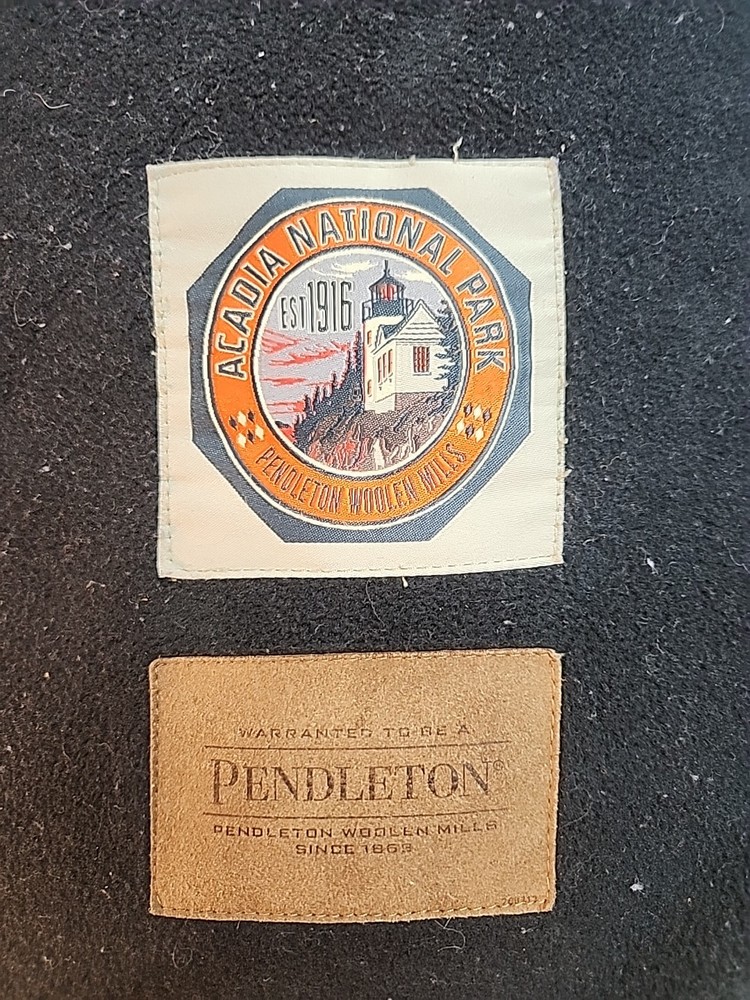 ACADIA NATIONAL PARK
EST 1916
PENDLETON WOOLEN MILLS
WARRANTED TO BE A
PENDLETON®
PENDLETON WOOLEN MILLS
SINCE 1863